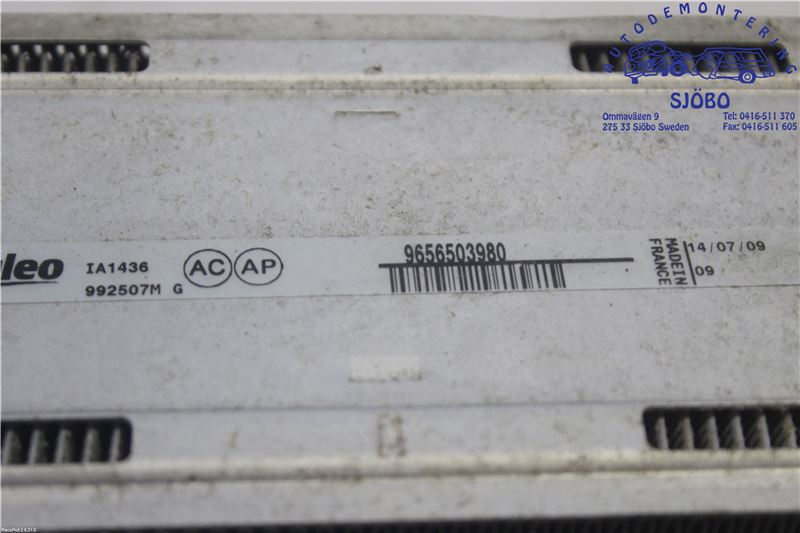 AUTODEMONTERING
SJÖBO
Ommavägen 9
275 33 Sjöbo Sweden
Tel: 0416-511 370
Fax: 0416-511 605
leo
IA1436
992507M G
AC
AP
9656503980
MADE IN
FRANCE
14/07/09
09